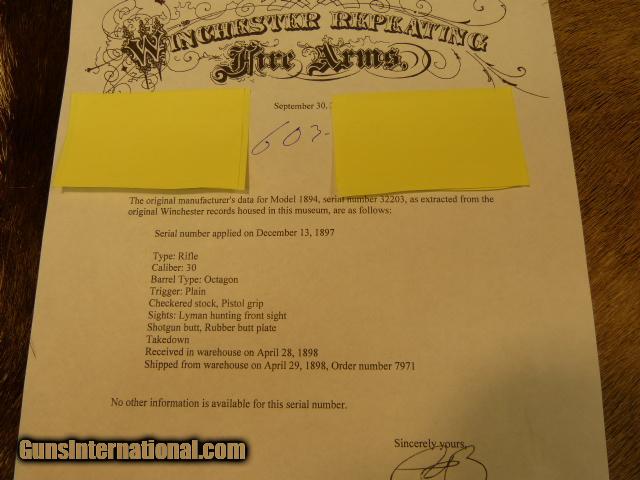 WINCHESTER REPEATING
Fire Arms,
September 30,
603-
The original manufacturer's data for Model 1894, serial number 32203, as extracted from the
original Winchester records housed in this museum, are as follows:
Serial number applied on December 13, 1897
Type: Rifle
Caliber: 30
Barrel Type: Octagon
Trigger: Plain
Checkered stock, Pistol grip
Sights: Lyman hunting front sight
Shotgun butt, Rubber butt plate
Takedown
Received in warehouse on April 28, 1898
Shipped from warehouse on April 29, 1898, Order number 7971
No other information is available for this serial number.
Sincerely yours,
GunsInternational.com